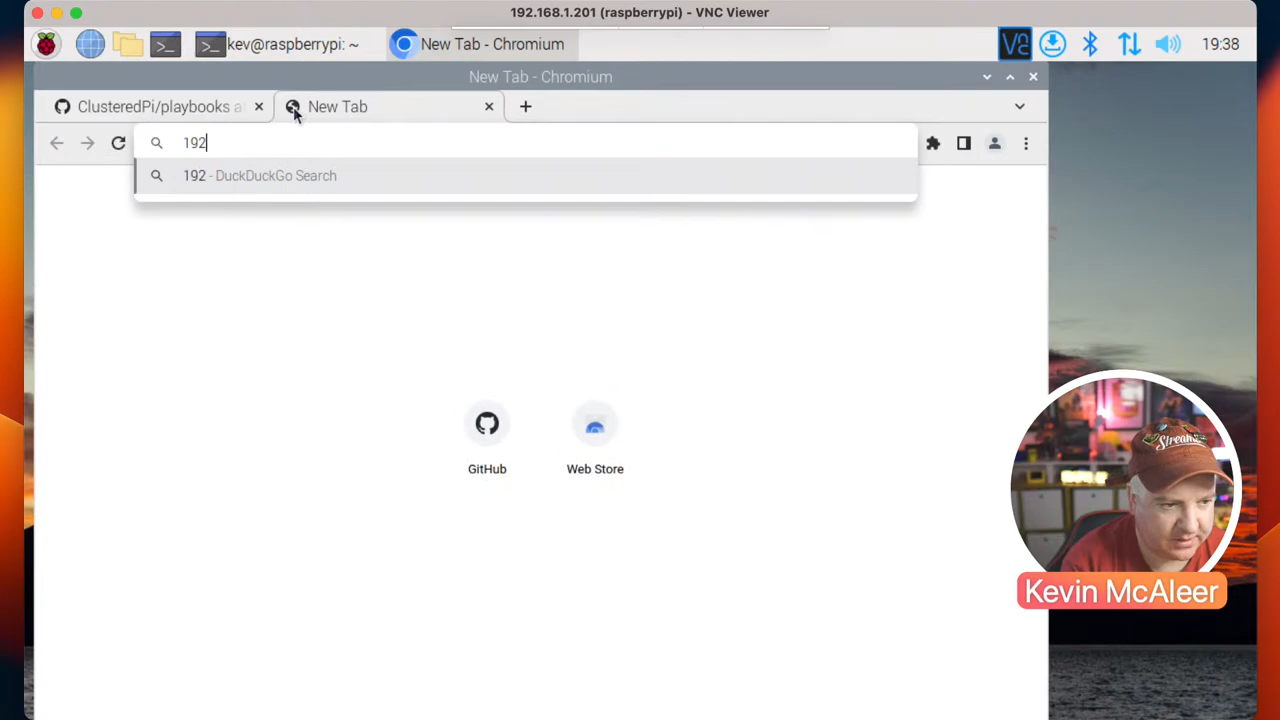 192.168.1.201 (raspberrypi) - VNC Viewer
kev@raspberrypi: ~
New Tab - Chromium
19:38
New Tab - Chromium
ClusteredPi/playbooks a
New Tab
192
192 - DuckDuckGo Search
GitHub
Web Store
Streamer
Kevin McAleer